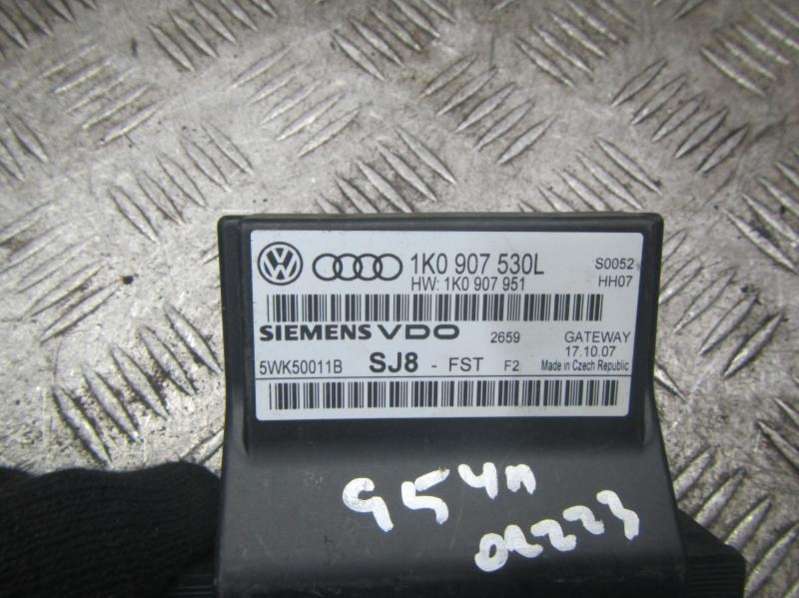 1K0 907 530L S0052
HW: 1K0 907 951 HH07
SIEMENS VDO 2659 GATEWAY
17.10.07
5WK50011B SJ8 - FST F2 Made in Czech Republic
02223